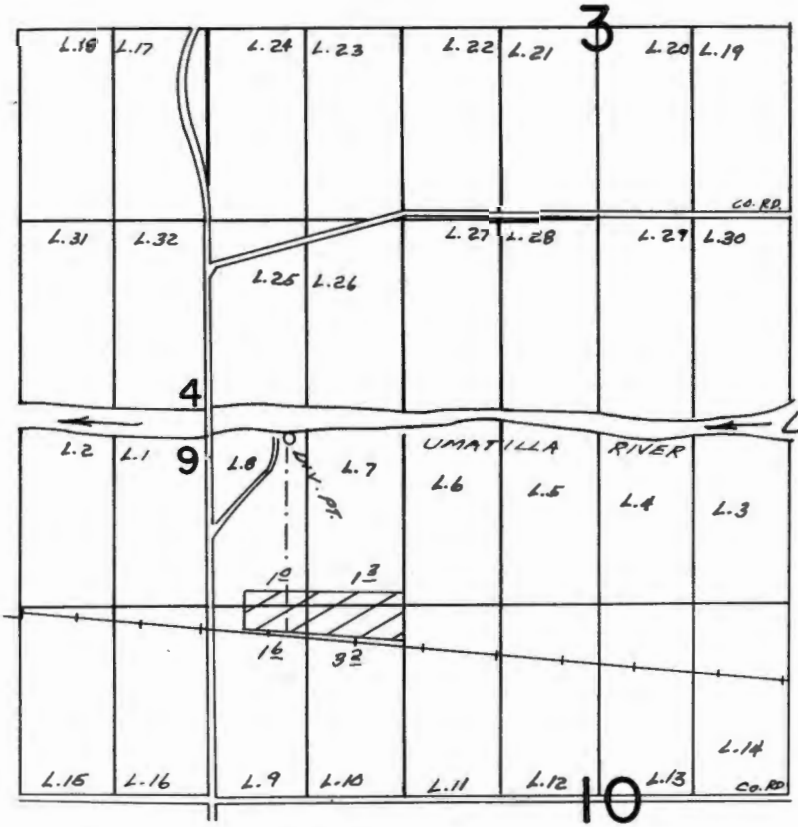 3
L.18 L.17 L.24 L.23 L.22 L.21 L.20 L.19
CO. RD.
L.31 L.32 L.27 L.28 L.29 L.30
L.25 L.26
4
9
L.2 L.1 L.8 L.7 UMATILLA RIVER
L.6 L.5 L.4 L.3
Div. pt.
1 0 1 3
1 6 3 2
L.14
L.15 L.16 L.9 L.10 L.11 L.12 L.13 CO. RD
10